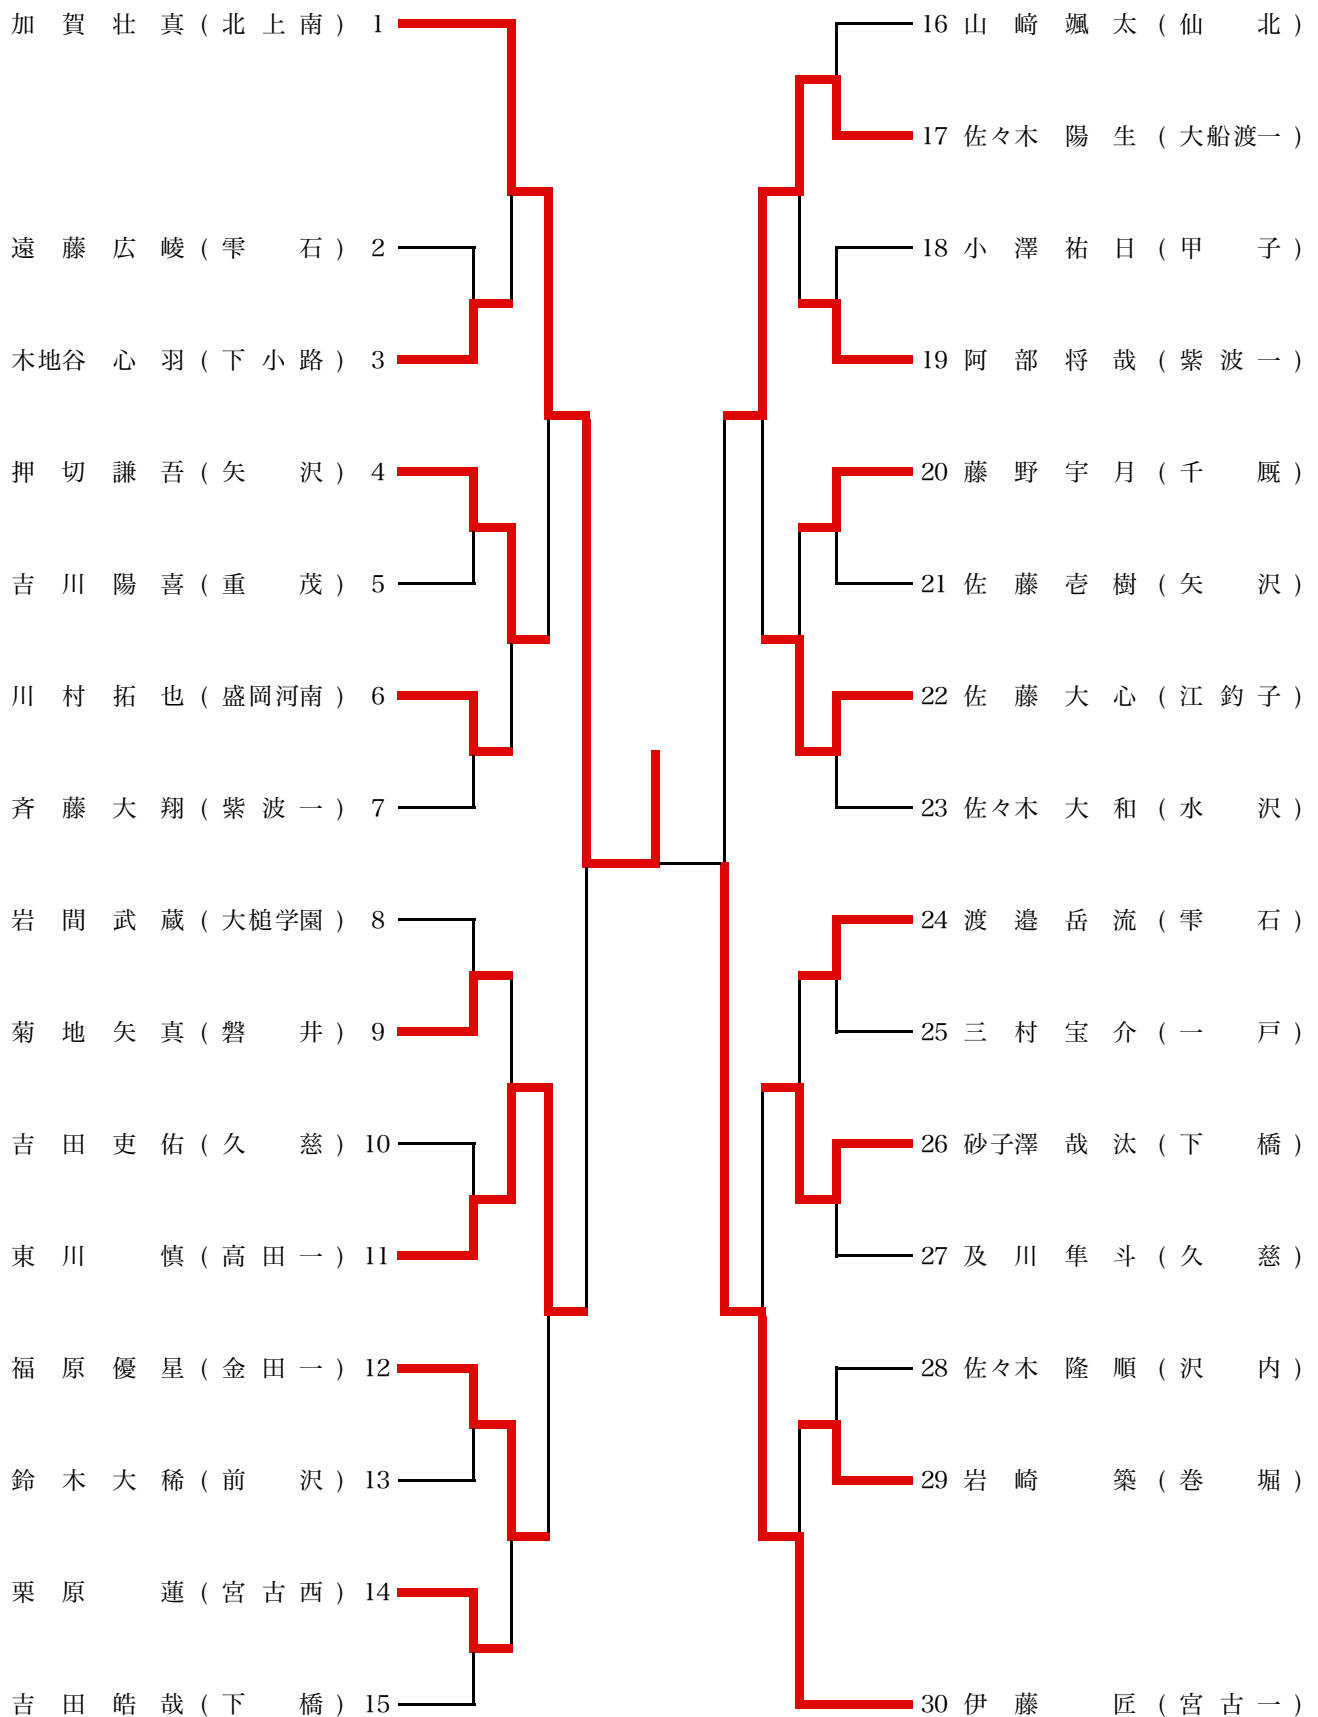 加賀壮真(北上南) 1
遠藤広崚(雫石) 2
木地谷心羽(下小路) 3
押切謙吾(矢沢) 4
吉川陽喜(重茂) 5
川村拓也(盛岡河南) 6
斉藤大翔(紫波一) 7
岩間武蔵(大槌学園) 8
菊地矢真(磐井) 9
吉田吏佑(久慈) 10
東川慎(高田一) 11
福原優星(金田一) 12
鈴木大稀(前沢) 13
栗原蓮(宮古西) 14
吉田皓哉(下橋) 15
16 山﨑颯太(仙北)
17 佐々木陽生(大船渡一)
18 小澤祐日(甲子)
19 阿部将哉(紫波一)
20 藤野宇月(千厩)
21 佐藤壱樹(矢沢)
22 佐藤大心(江釣子)
23 佐々木大和(水沢)
24 渡邉岳流(雫石)
25 三村宝介(一戸)
26 砂子澤哉汰(下橋)
27 及川隼斗(久慈)
28 佐々木隆順(沢内)
29 岩崎築(巻堀)
30 伊藤匠(宮古一)